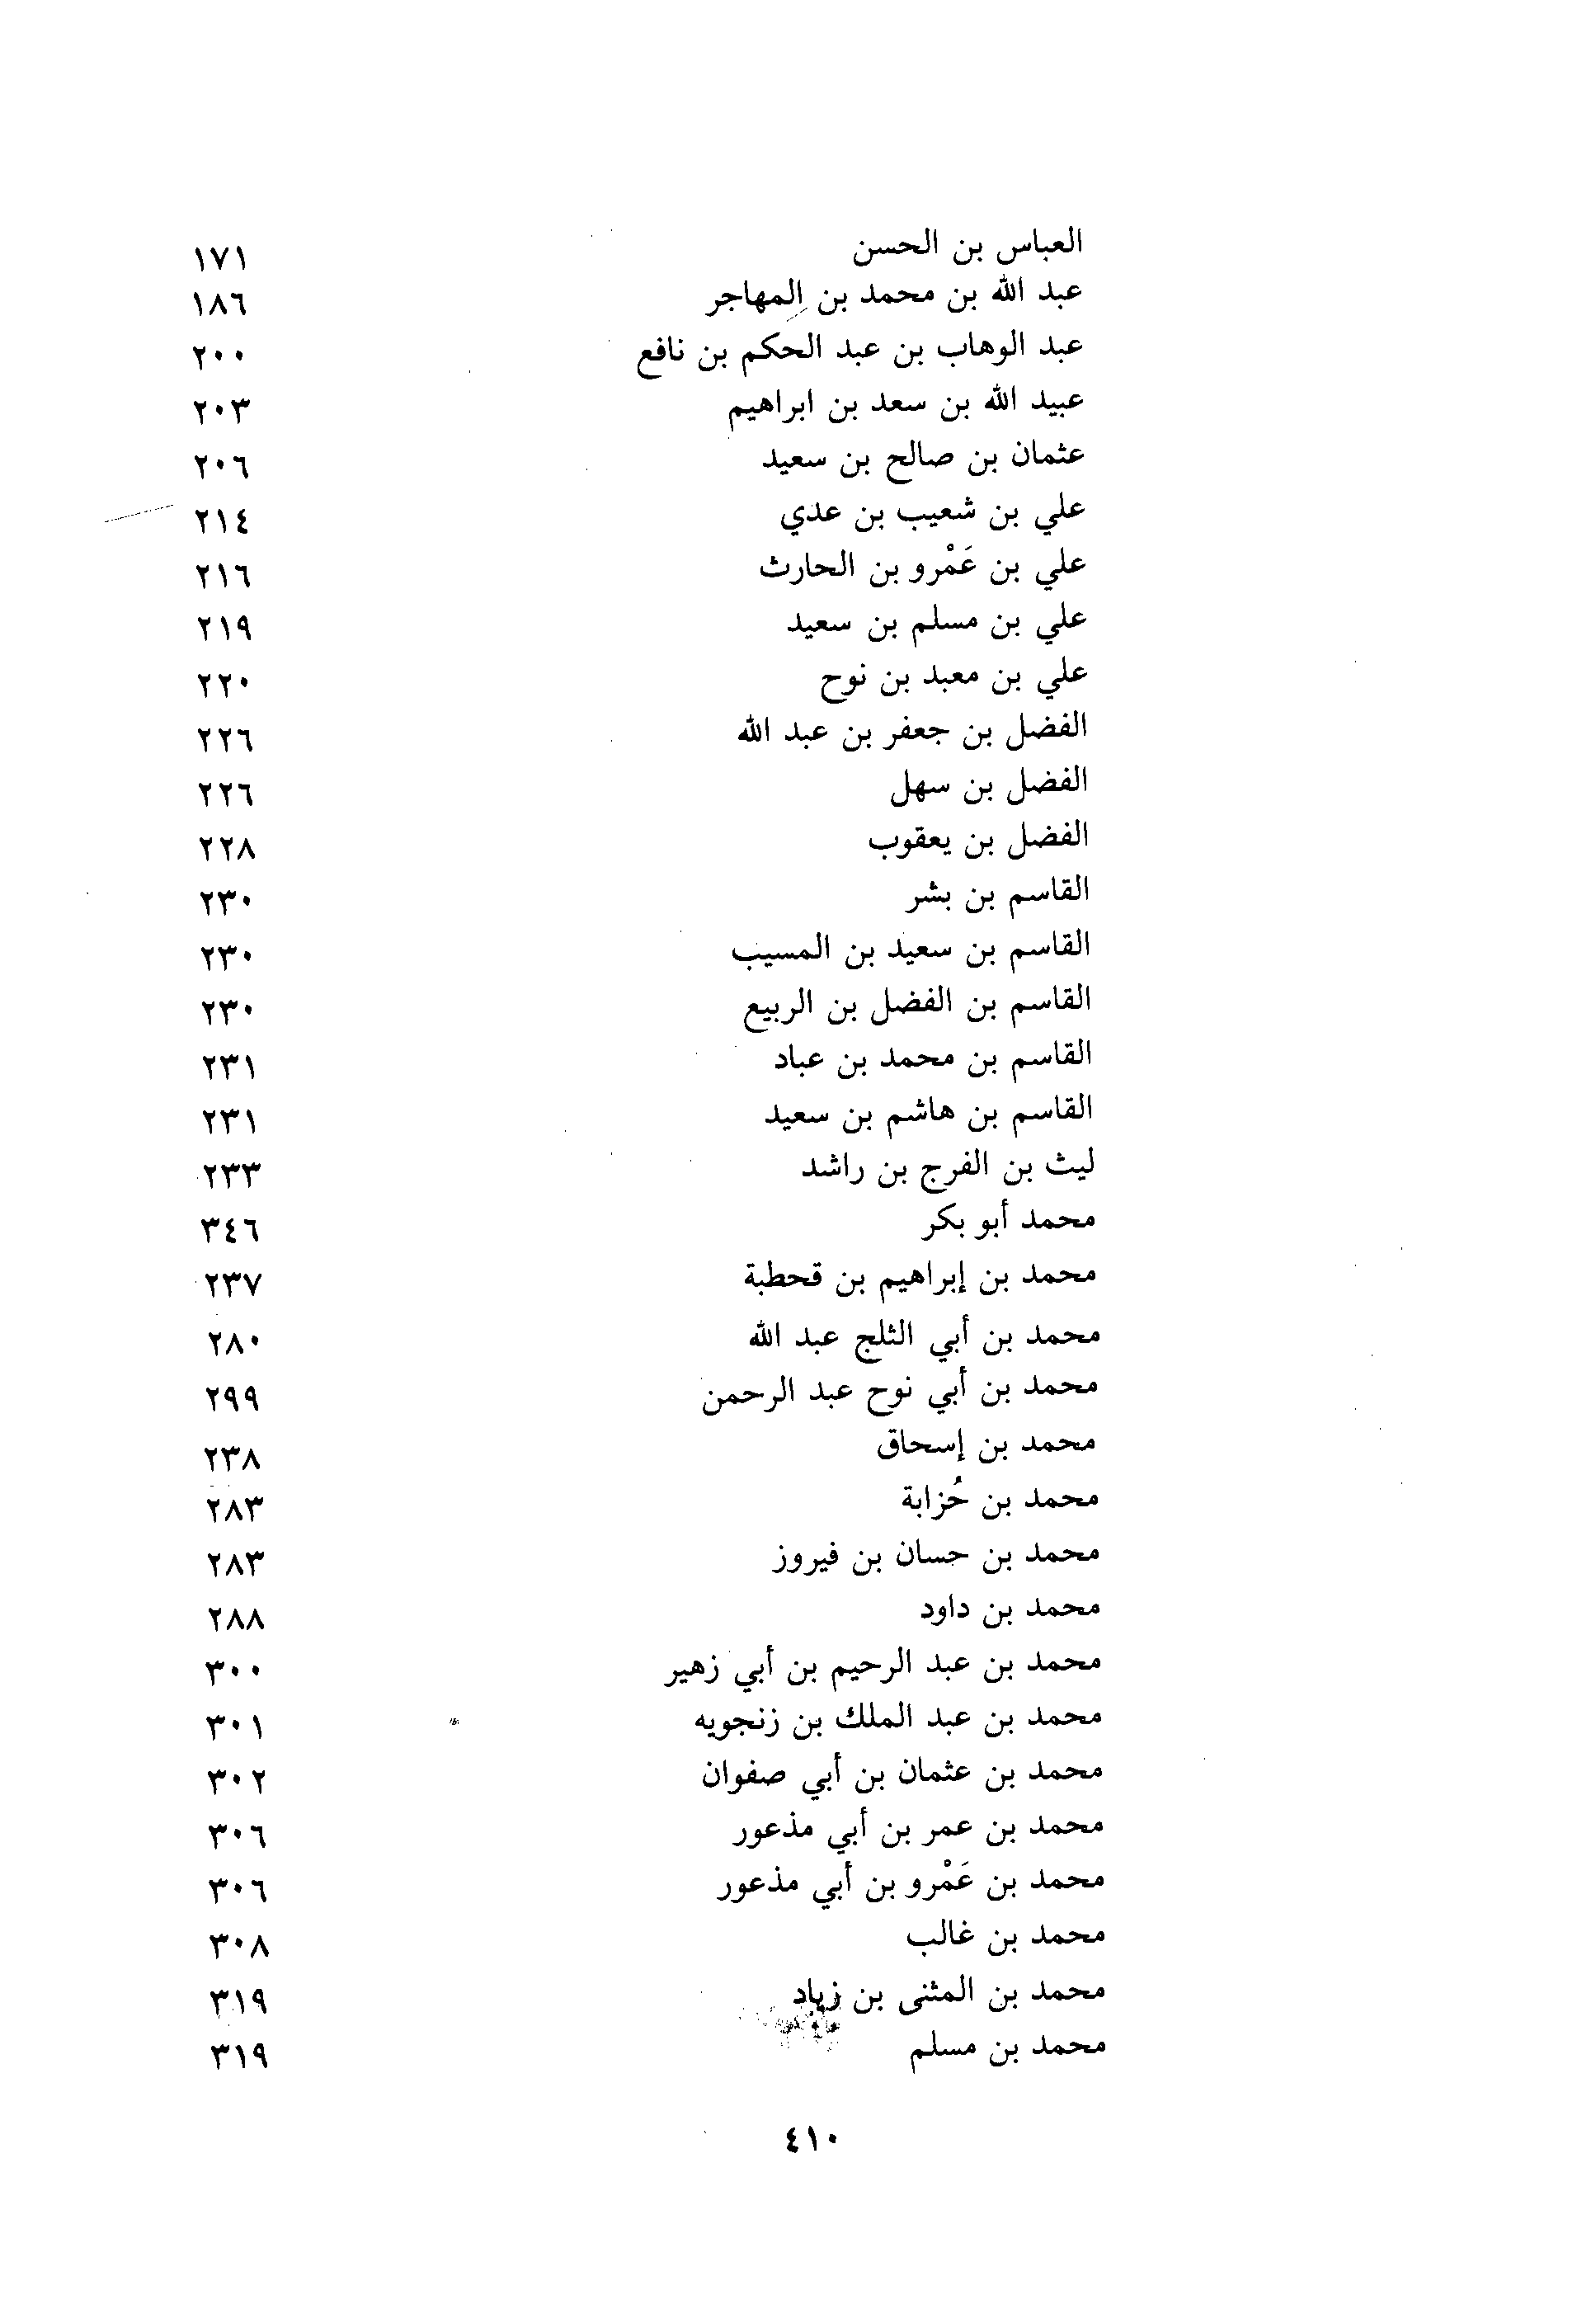 العباس بن الحسن ١٧١
عبد الله بن محمد بن المهاجر ١٨٦
عبد الوهاب بن عبد الحكم بن نافع ٢٠٠
عبيد الله بن سعد بن ابراهيم ٢٠٣
عثمان بن صالح بن سعيد ٢٠٦
علي بن شعيب بن عدي ٢١٤
علي بن عَمْرو بن الحارث ٢١٦
علي بن مسلم بن سعيد ٢١٩
علي بن معبد بن نوح ٢٢٠
الفضل بن جعفر بن عبد الله ٢٢٦
الفضل بن سهل ٢٢٦
الفضل بن يعقوب ٢٢٨
القاسم بن بشر ٢٣٠
القاسم بن سعيد بن المسيب ٢٣٠
القاسم بن الفضل بن الربيع ٢٣٠
القاسم بن محمد بن عباد ٢٣١
القاسم بن هاشم بن سعيد ٢٣١
ليث بن الفرج بن راشد ٢٣٣
محمد أبو بكر ٣٤٦
محمد بن إبراهيم بن قحطبة ٢٣٧
محمد بن أبي الثلج عبد الله ٢٨٠
محمد بن أبي نوح عبد الرحمن ٢٩٩
محمد بن إسحاق ٢٣٨
محمد بن حُزابة ٢٨٣
محمد بن حسان بن فيروز ٢٨٣
محمد بن داود ٢٨٨
محمد بن عبد الرحيم بن أبي زهير ٣٠٠
محمد بن عبد الملك بن زنجويه ٣٠١
محمد بن عثمان بن أبي صفوان ٣٠٢
محمد بن عمر بن أبي مذعور ٣٠٦
محمد بن عَمْرو بن أبي مذعور ٣٠٦
محمد بن غالب ٣٠٨
محمد بن المثنى بن زياد ٣١٩
محمد بن مسلم ٣١٩
٤١٠